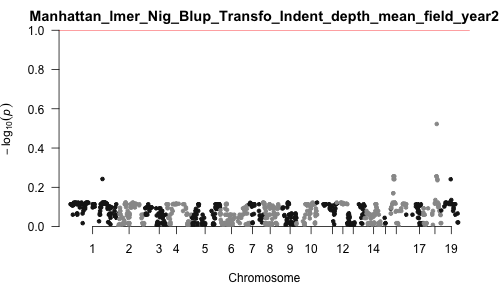 Manhattan_lmer_Nig_Blup_Transfo_Indent_depth_mean_field_year2
1.0
0.8
0.6
0.4
0.2
0.0
− log10(p)
1 2 3 4 5 6 7 8 9 10 12 14 17 19
Chromosome